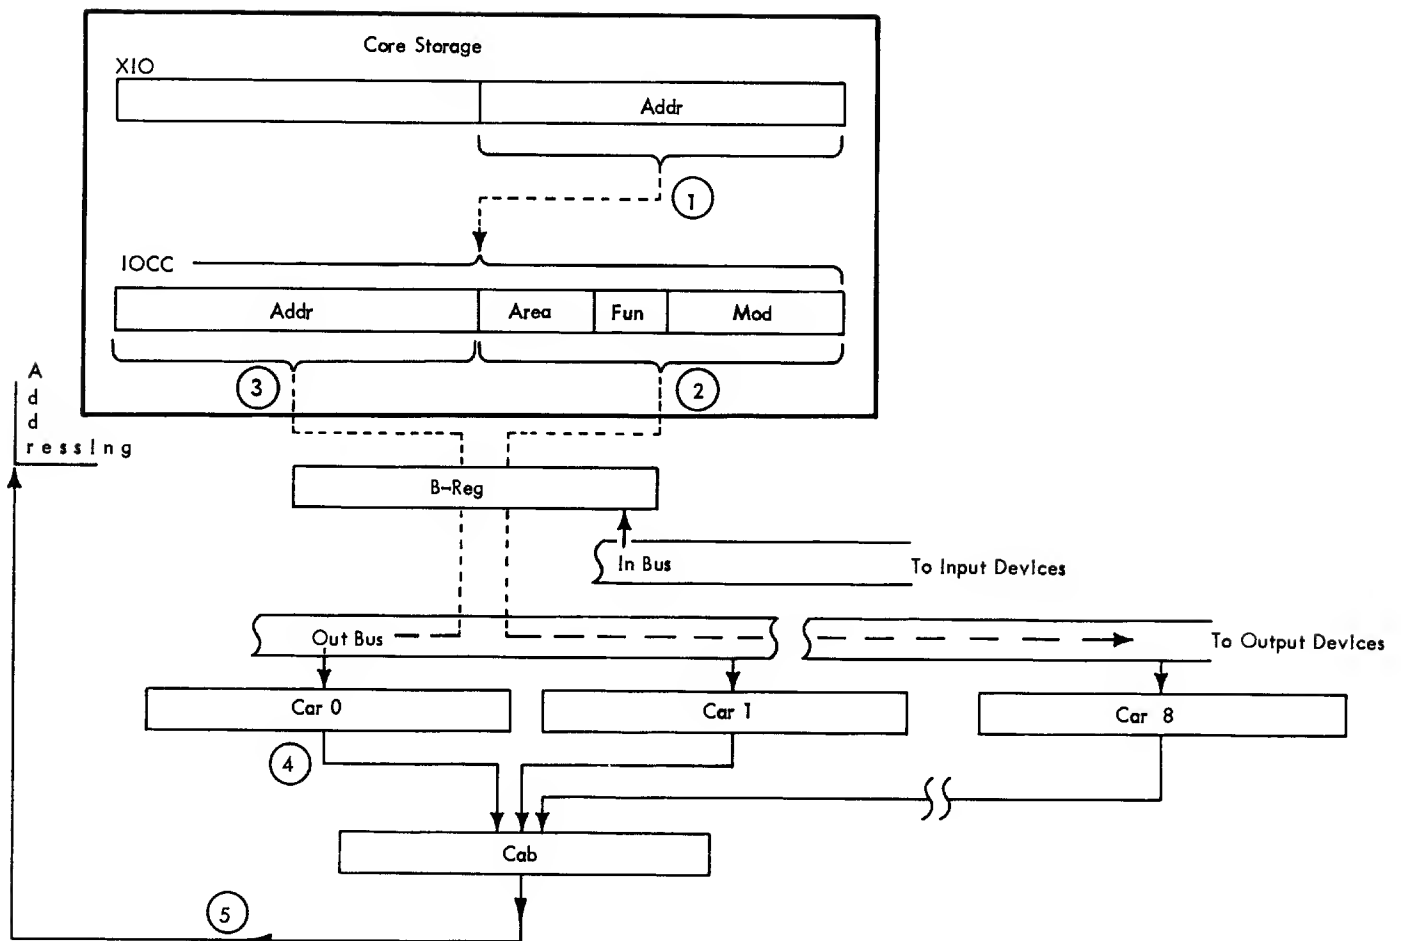 Core Storage
XIO
Addr
1
IOCC
Addr
Area
Fun
Mod
3
2
Addressing
B-Reg
In Bus
To Input Devices
Out Bus
To Output Devices
Car 0
Car 1
Car 8
4
Cab
5